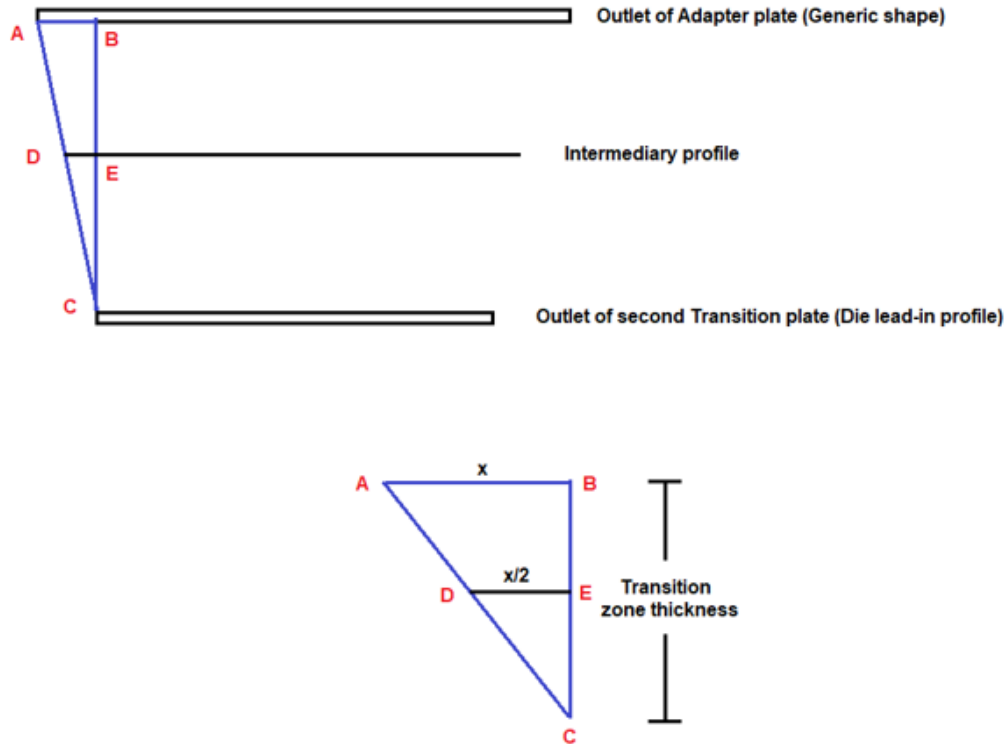 Outlet of Adapter plate (Generic shape)
A
B
D
E
Intermediary profile
C
Outlet of second Transition plate (Die lead-in profile)
x
A
B
x/2
D
E
Transition
zone thickness
C